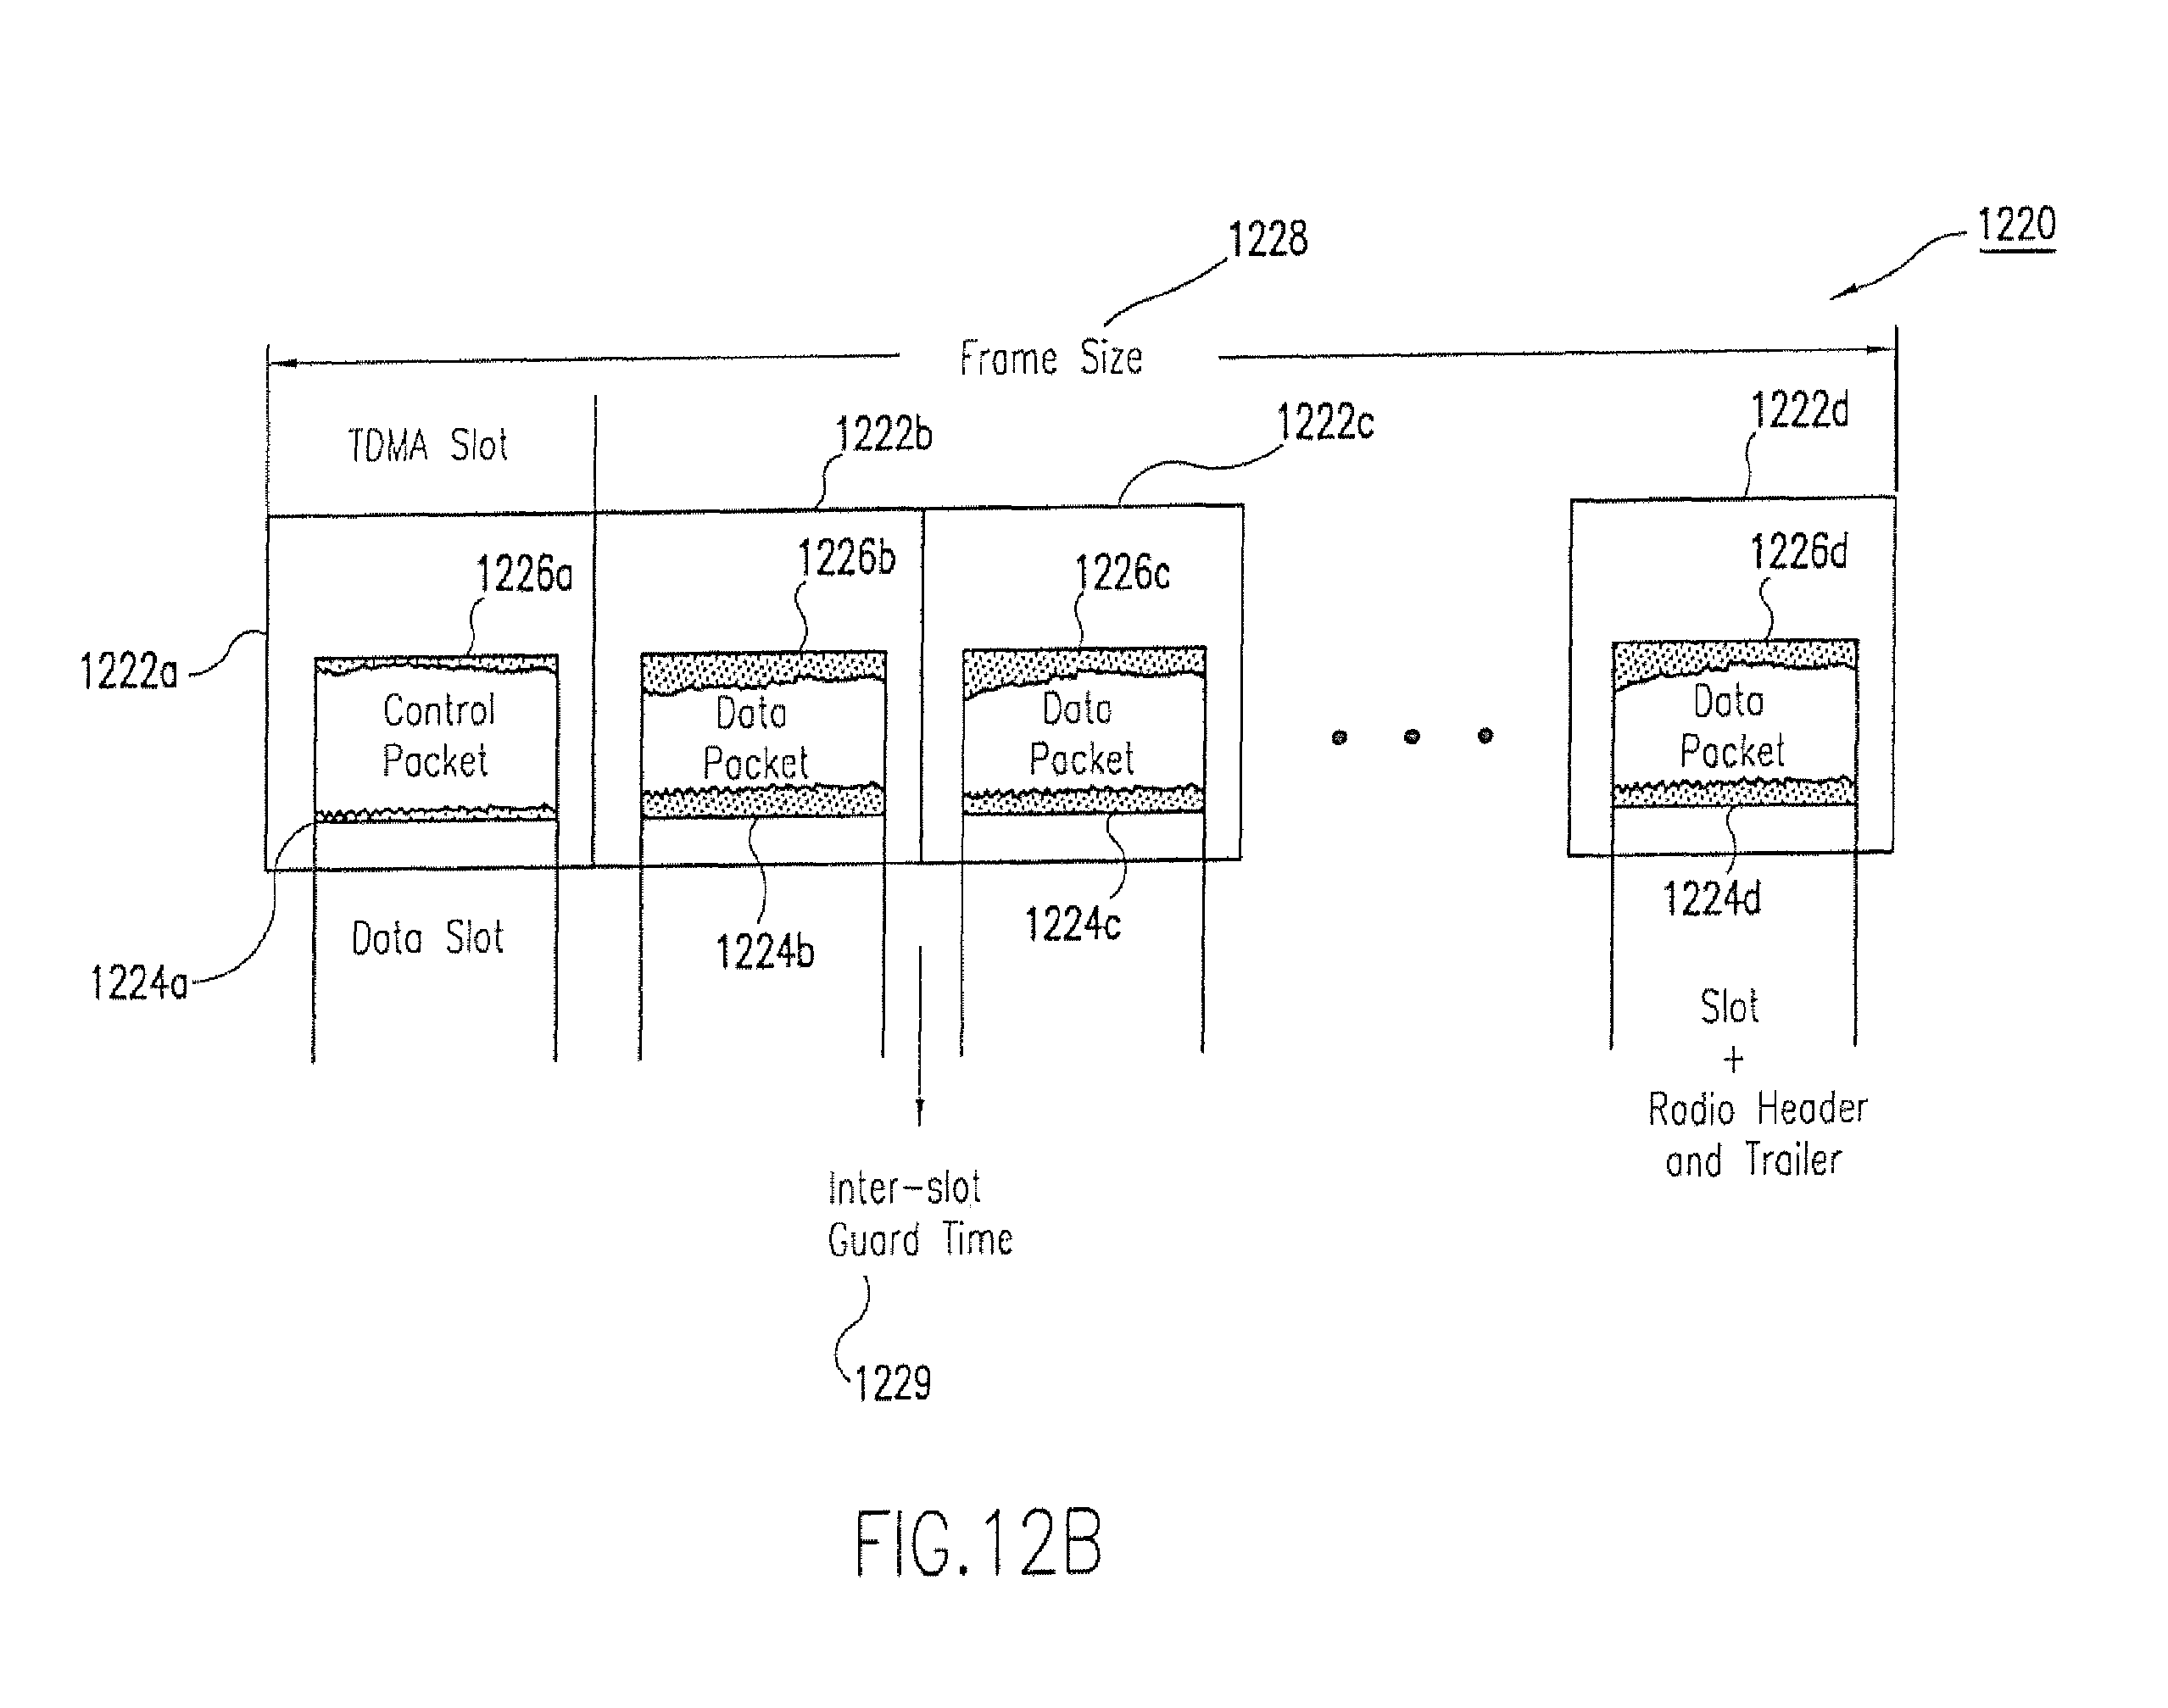 1220
1228
Frame Size
TDMA Slot
1222b
1222c
1222d
1226a
1226b
1226c
1226d
1222a
Control
Packet
Data
Packet
Data
Packet
Data
Packet
1224a
Data Slot
1224b
1224c
1224d
Slot
+
Radio Header
and Trailer
Inter-slot
Guard Time
1229
FIG.12B